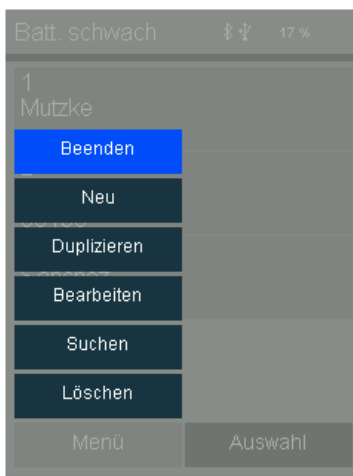 Batt. schwach 17 %
1
Mutzke
Beenden
Neu
Duplizieren
Bearbeiten
Suchen
Löschen
Menü Auswahl